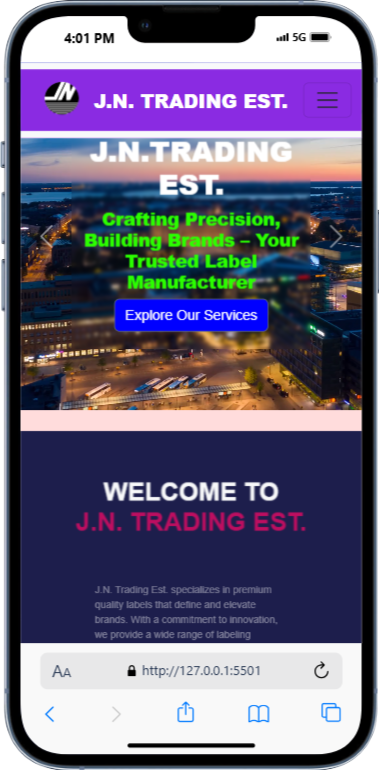 4:01 PM 5G
JN J.N. TRADING EST.
J.N.TRADING
EST.
Crafting Precision,
Building Brands – Your
Trusted Label
Manufacturer
Explore Our Services
WELCOME TO
J.N. TRADING EST.
J.N. Trading Est. specializes in premium
quality labels that define and elevate
brands. With a commitment to innovation,
we provide a wide range of labeling
AA http://127.0.0.1:5501